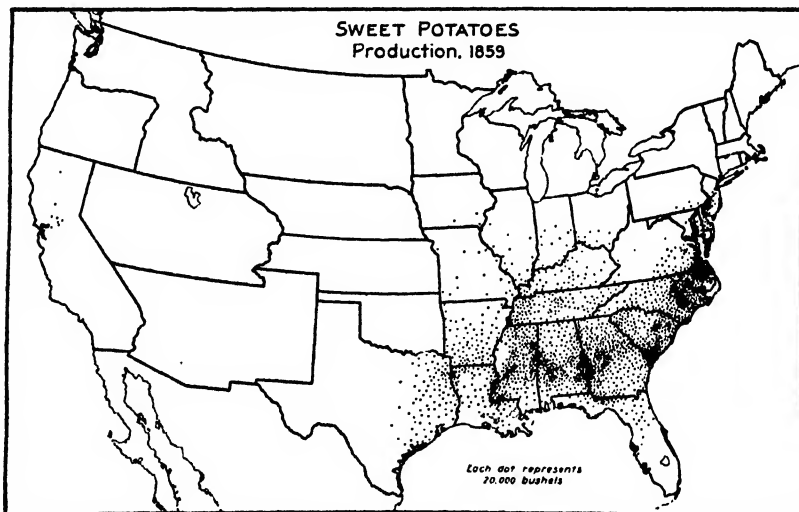 SWEET POTATOES
Production, 1859
Each dot represents
20,000 bushels